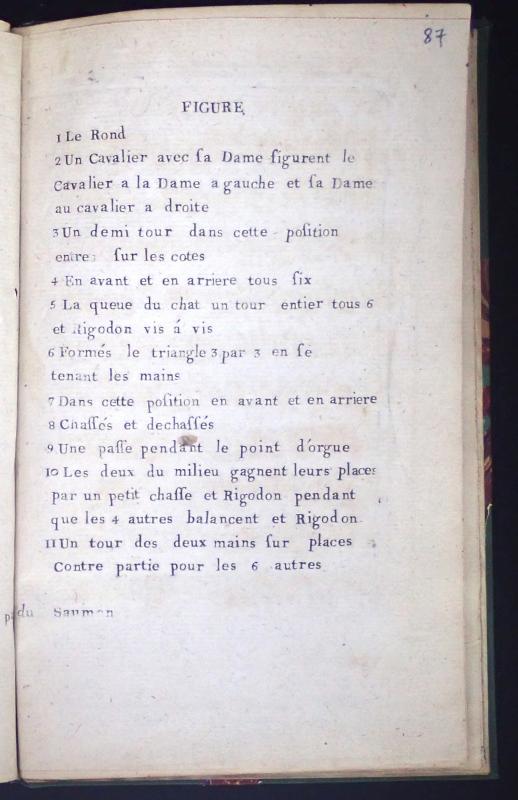 87
FIGURE
1 Le Rond
2 Un Cavalier avec ſa Dame figurent le
Cavalier a la Dame a gauche et ſa Dame
au cavalier a droite
3 Un demi tour dans cette poſition
entre ſur les cotes
4 En avant et en arriere tous ſix
5 La queue du chat un tour entier tous 6
et Rigodon vis á vis
6 Formés le triangle 3 par 3 en ſe
tenant les mains
7 Dans cette poſition en avant et en arriere
8 Chaſſés et dechaſſés
9 Une paſſe pendant le point d'orgue
10 Les deux du milieu gagnent leurs places
par un petit chaſſe et Rigodon pendant
que les 4 autres balancent et Rigodon
11 Un tour des deux mains ſur places
Contre partie pour les 6 autres
du Saumon